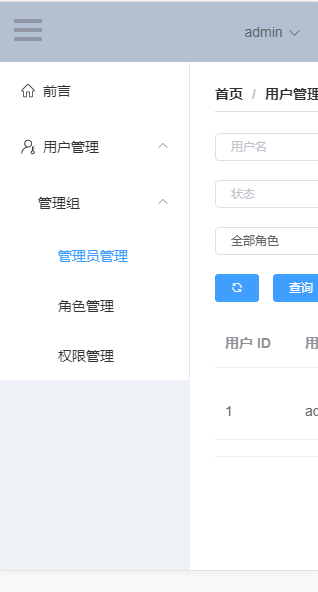 admin
前言
用户管理
管理组
管理员管理
角色管理
权限管理
首页 / 用户管理
用户名
状态
全部角色
查询
用户 ID 用
1 ad